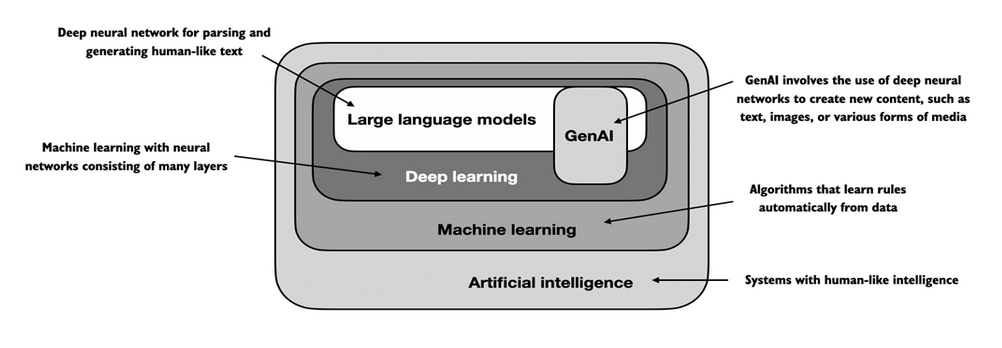 Deep neural network for parsing and
generating human-like text
GenAI involves the use of deep neural
networks to create new content, such as
text, images, or various forms of media
Large language models
GenAI
Machine learning with neural
networks consisting of many layers
Deep learning
Algorithms that learn rules
automatically from data
Machine learning
Artificial intelligence
Systems with human-like intelligence